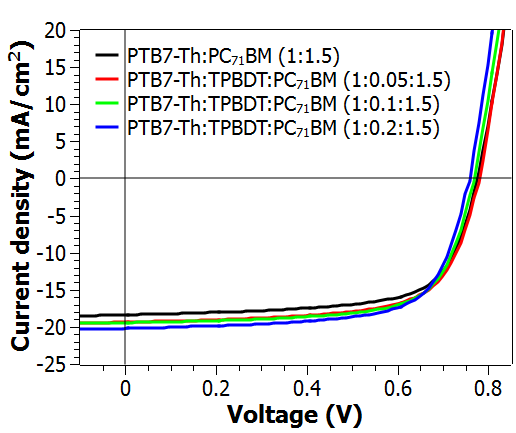 20
15
10
5
0
-5
-10
-15
-20
-25
Current density (mA/cm²)
PTB7-Th:PC₇₁BM (1:1.5)
PTB7-Th:TPBDT:PC₇₁BM (1:0.05:1.5)
PTB7-Th:TPBDT:PC₇₁BM (1:0.1:1.5)
PTB7-Th:TPBDT:PC₇₁BM (1:0.2:1.5)
0 0.2 0.4 0.6 0.8
Voltage (V)